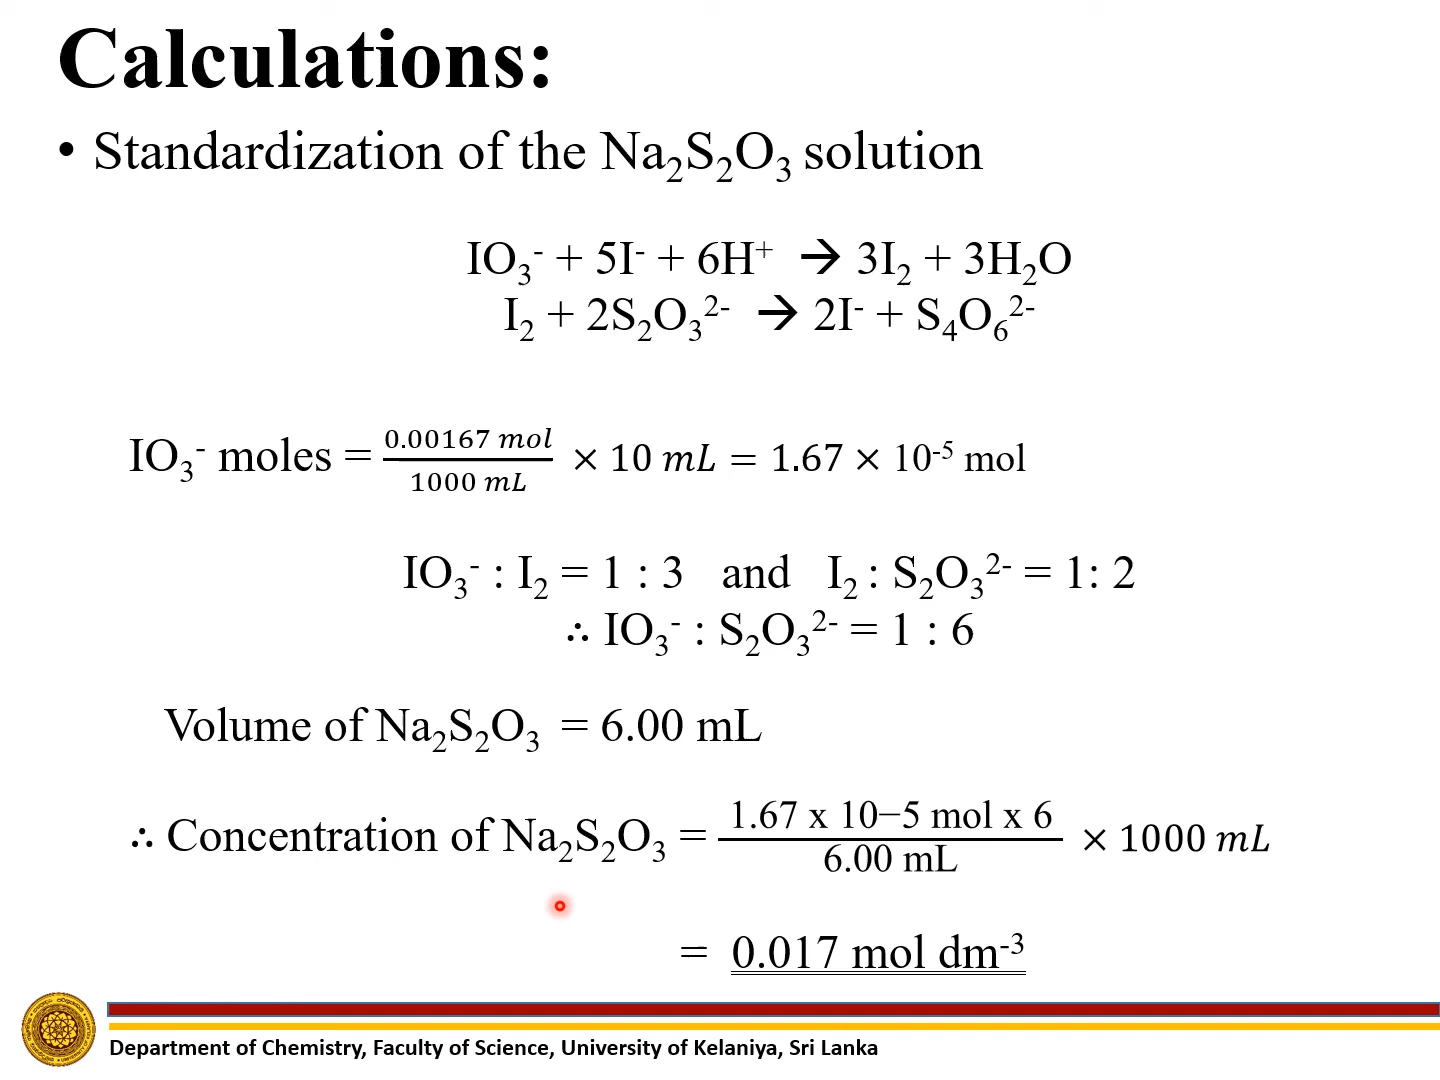 Calculations:
• Standardization of the Na₂S₂O₃ solution
IO₃⁻ + 5I⁻ + 6H⁺ → 3I₂ + 3H₂O
I₂ + 2S₂O₃²⁻ → 2I⁻ + S₄O₆²⁻
IO₃⁻ moles = 0.00167 mol / 1000 mL × 10 mL = 1.67 × 10⁻⁵ mol
IO₃⁻ : I₂ = 1 : 3 and I₂ : S₂O₃²⁻ = 1: 2
∴ IO₃⁻ : S₂O₃²⁻ = 1 : 6
Volume of Na₂S₂O₃ = 6.00 mL
∴ Concentration of Na₂S₂O₃ = 1.67 x 10−5 mol x 6 / 6.00 mL × 1000 mL
= 0.017 mol dm⁻³
Department of Chemistry, Faculty of Science, University of Kelaniya, Sri Lanka